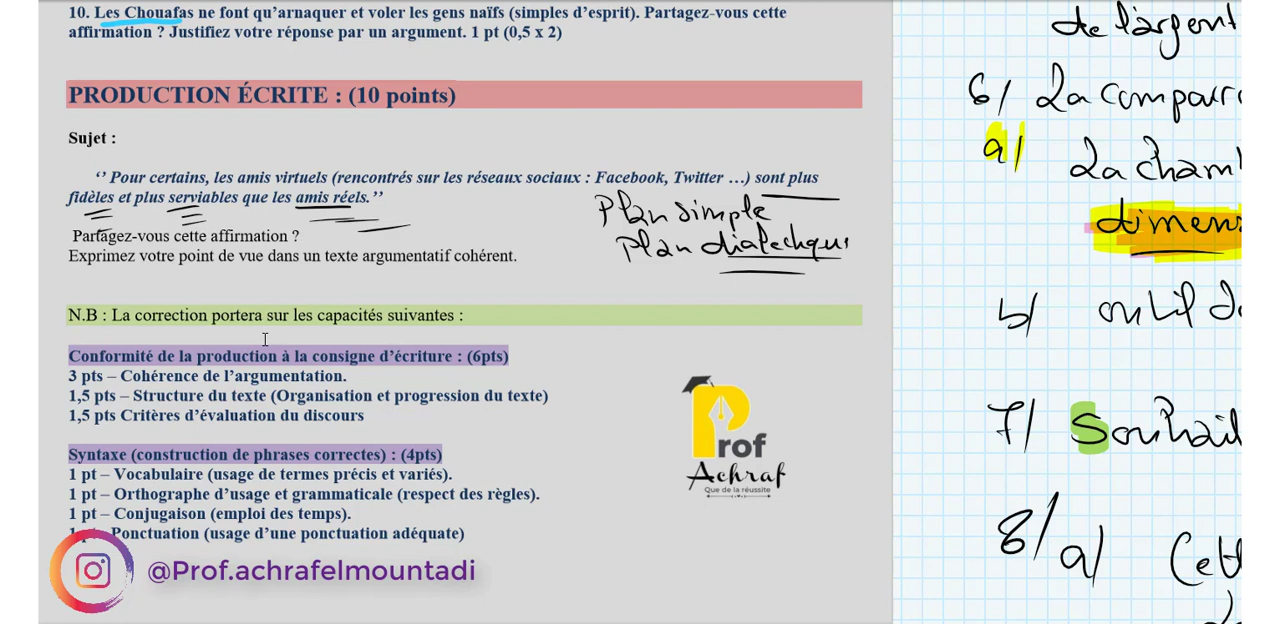 10. Les Chouafas ne font qu’arnaquer et voler les gens naïfs (simples d’esprit). Partagez-vous cette
affirmation ? Justifiez votre réponse par un argument. 1 pt (0,5 x 2)
PRODUCTION ÉCRITE : (10 points)
Sujet :
‘’ Pour certains, les amis virtuels (rencontrés sur les réseaux sociaux : Facebook, Twitter …) sont plus
fidèles et plus serviables que les amis réels.’’
Partagez-vous cette affirmation ?
Exprimez votre point de vue dans un texte argumentatif cohérent.
Plan simple
Plan dialectique
N.B : La correction portera sur les capacités suivantes :
Conformité de la production à la consigne d’écriture : (6pts)
3 pts – Cohérence de l’argumentation.
1,5 pts – Structure du texte (Organisation et progression du texte)
1,5 pts Critères d’évaluation du discours
Syntaxe (construction de phrases correctes) : (4pts)
1 pt – Vocabulaire (usage de termes précis et variés).
1 pt – Orthographe d’usage et grammaticale (respect des règles).
1 pt – Conjugaison (emploi des temps).
1 pt Ponctuation (usage d’une ponctuation adéquate)
Prof
Achraf
Que de la réussite
@Prof.achrafelmountadi
de l'argent
6/ La compar
a/ La cham
dimens
b/
7/ Souhait
8/ a/ Cet